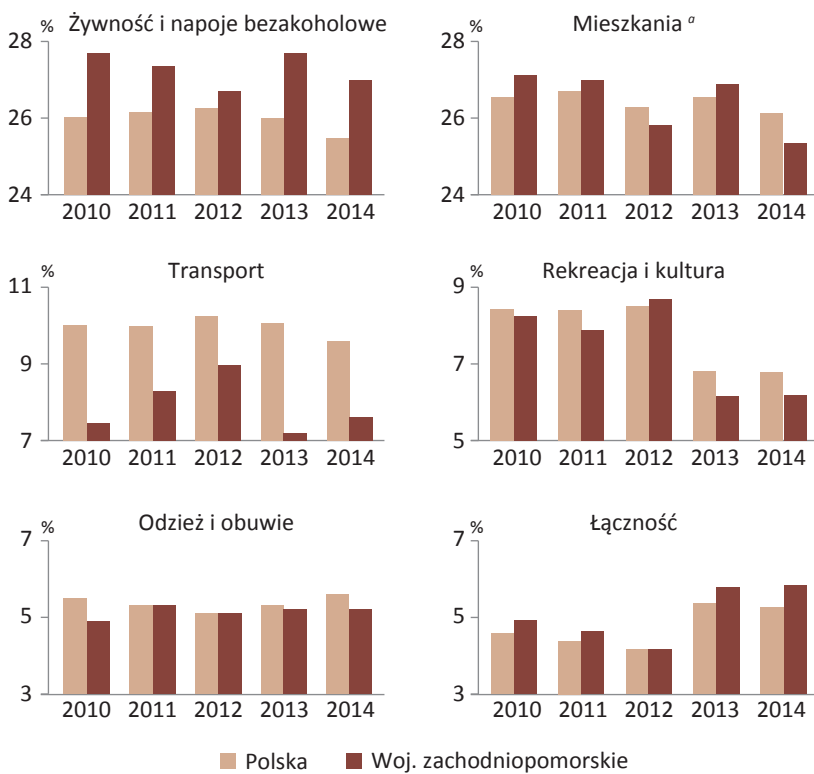 % Żywność i napoje bezakoholowe
28
26
24
2010 2011 2012 2013 2014
% Mieszkania ᵃ
28
26
24
2010 2011 2012 2013 2014
% Transport
11
9
7
2010 2011 2012 2013 2014
% Rekreacja i kultura
9
7
5
2010 2011 2012 2013 2014
% Odzież i obuwie
7
5
3
2010 2011 2012 2013 2014
% Łączność
7
5
3
2010 2011 2012 2013 2014
Polska Woj. zachodniopomorskie